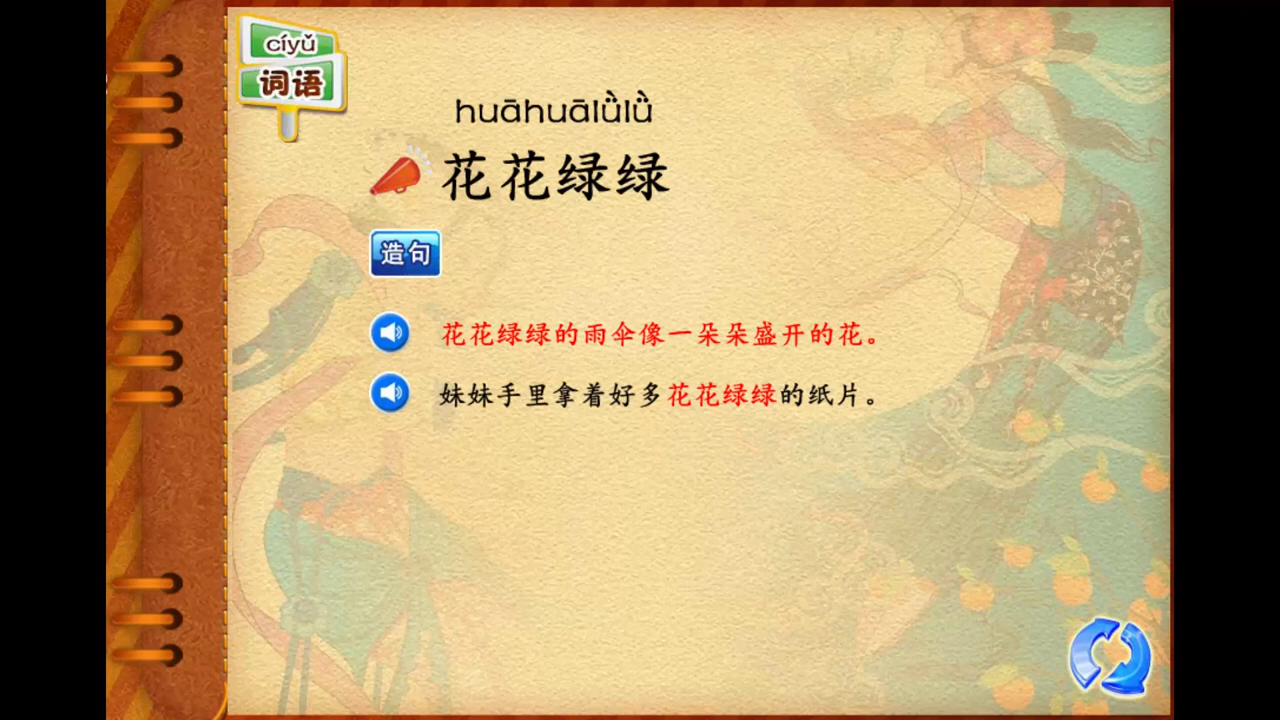 cíyǔ
词语
huāhuālǜlǜ
花花绿绿
造句
花花绿绿的雨伞像一朵朵盛开的花。
妹妹手里拿着好多花花绿绿的纸片。